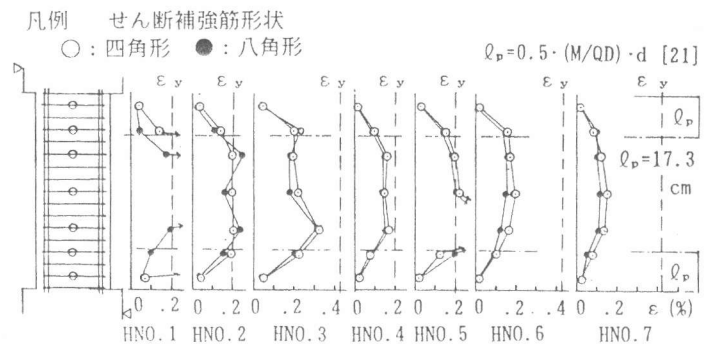 凡例 せん断補強筋形状
○:四角形 ●:八角形
ℓp=0.5·(M/QD)·d [21]
εy εy εy εy εy εy εy
ℓp
ℓp=17.3
cm
ℓp
0 .2 0 .2 0 .2 .4 0 .2 0 .2 0 .2 .4 0 .2 ε (%)
HNO.1 HNO.2 HNO.3 HNO.4 HNO.5 HNO.6 HNO.7